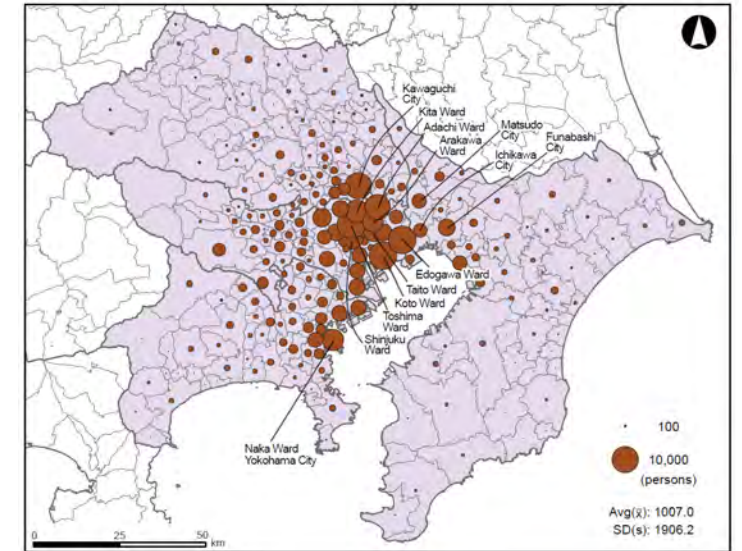 Kawaguchi
City
Kita Ward
Adachi Ward
Arakawa
Ward
Matsudo
City
Ichikawa
City
Funabashi
City
Edogawa Ward
Taito Ward
Koto Ward
Toshima
Ward
Shinjuku
Ward
Naka Ward
Yokohama City
100
10,000
(persons)
Avg(x̄): 1007.0
SD(s): 1906.2
0 25 50 km